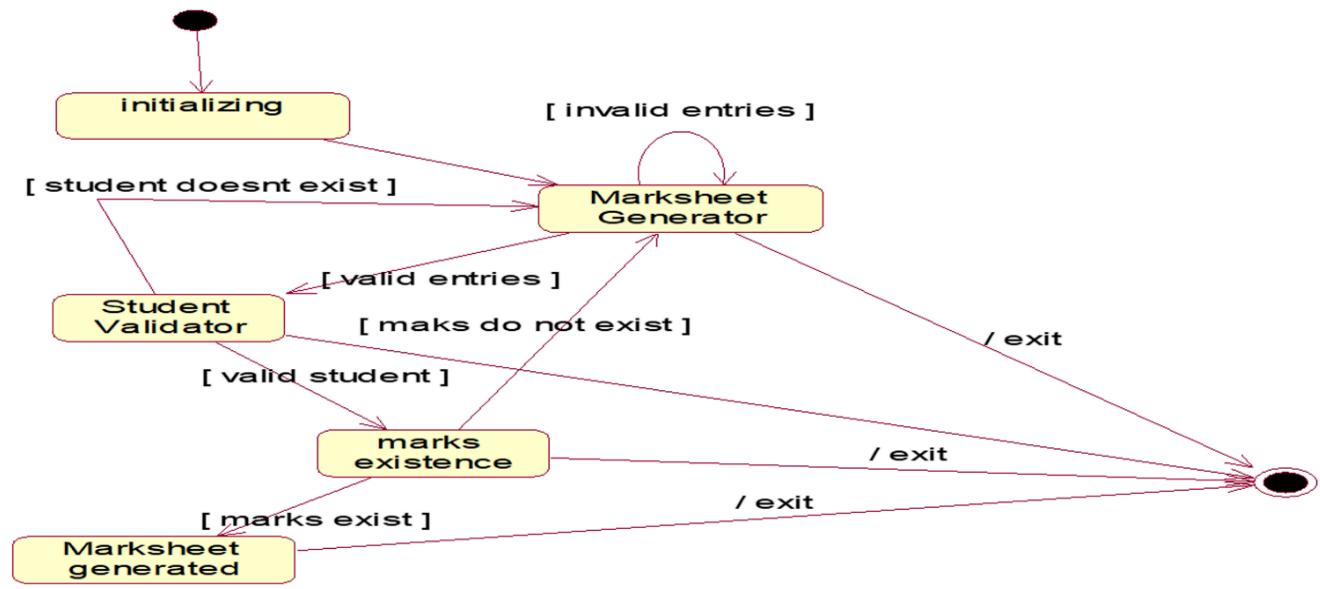 initializing
[ invalid entries ]
[ student doesnt exist ]
Marksheet
Generator
[ valid entries ]
Student
Validator
[ maks do not exist ]
/ exit
[ valid student ]
marks
existence
/ exit
/ exit
[ marks exist ]
Marksheet
generated